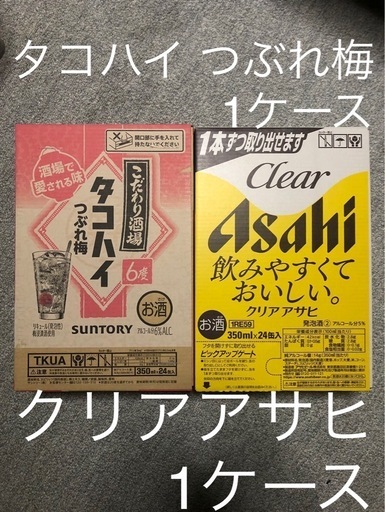 タコハイ つぶれ梅
1ケース
酒場で
愛される味
こだわり酒場
タコハイ
つぶれ梅
6度
お酒
SUNTORY
TKUA
350ml×24缶
1本ずつ取り出せます
Clear
Asahi
飲みやすくて
おいしい。
クリアアサヒ
お酒
1RE59
350ml×24缶入
発泡酒②
ピックアップゲート
クリアアサヒ
1ケース